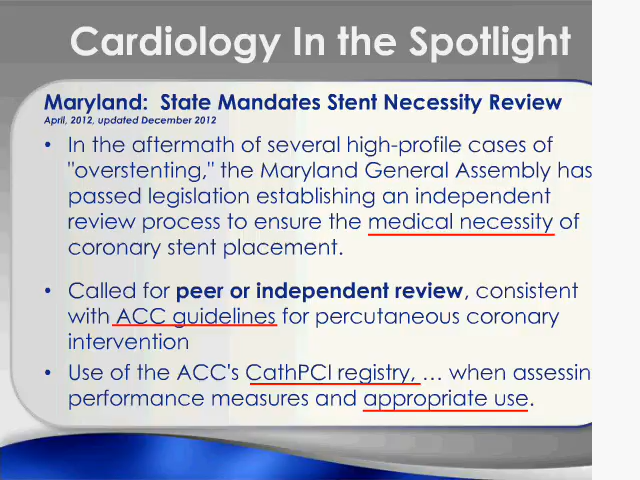 Cardiology In the Spotlight
Maryland: State Mandates Stent Necessity Review
April, 2012, updated December 2012
• In the aftermath of several high-profile cases of
"overstenting," the Maryland General Assembly has
passed legislation establishing an independent
review process to ensure the medical necessity of
coronary stent placement.
• Called for peer or independent review, consistent
with ACC guidelines for percutaneous coronary
intervention
• Use of the ACC's CathPCI registry, … when assessin
performance measures and appropriate use.